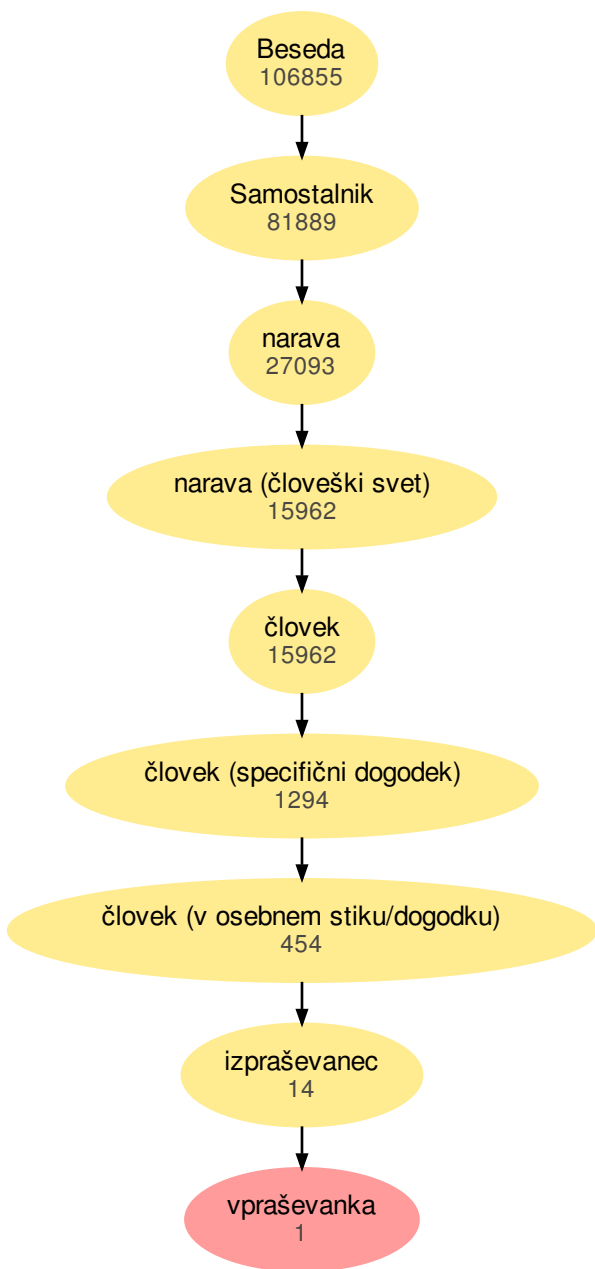 Beseda
106855
Samostalnik
81889
narava
27093
narava (človeški svet)
15962
človek
15962
človek (specifični dogodek)
1294
človek (v osebnem stiku/dogodku)
454
izpraševanec
14
vpraševanka
1